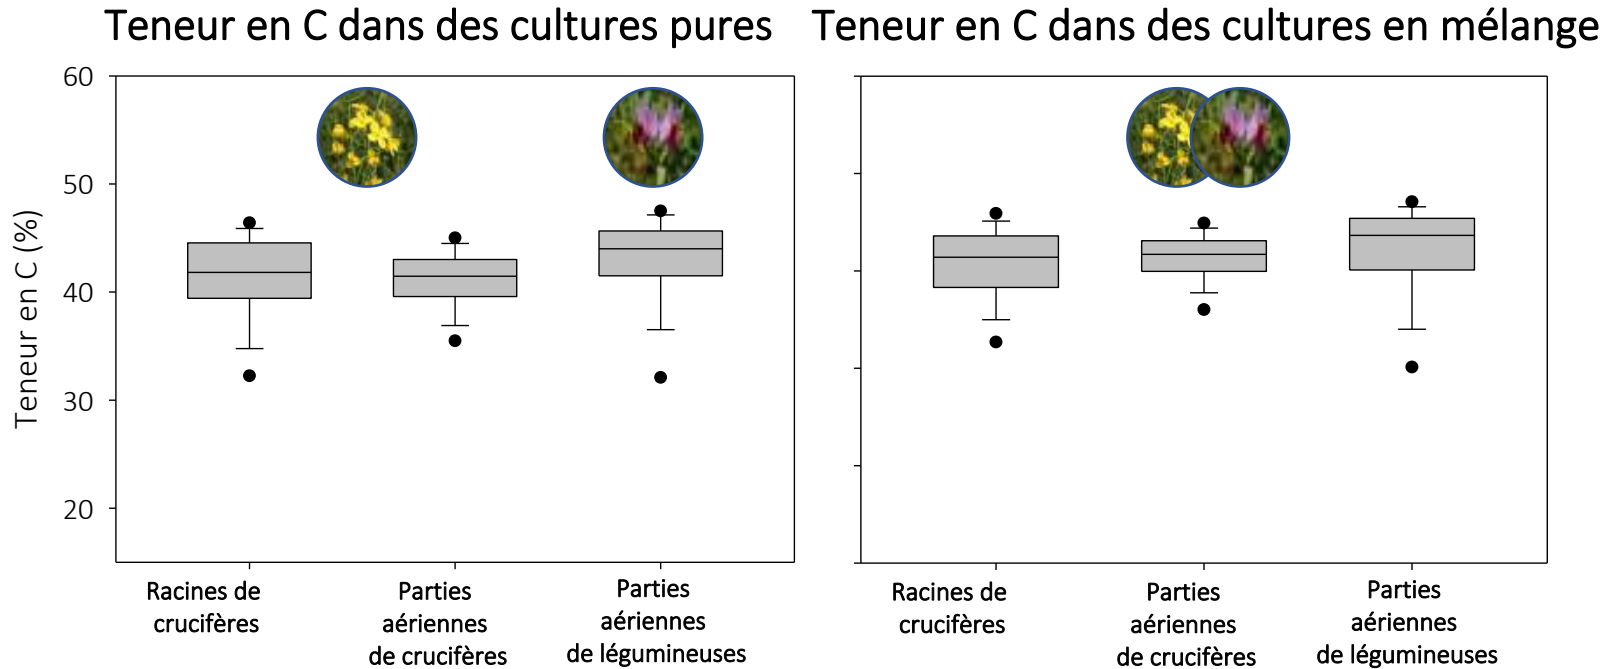 Teneur en C dans des cultures pures
Teneur en C dans des cultures en mélange
Teneur en C (%)
60
50
40
30
20
Racines de
crucifères
Parties
aériennes
de crucifères
Parties
aériennes
de légumineuses
Racines de
crucifères
Parties
aériennes
de crucifères
Parties
aériennes
de légumineuses